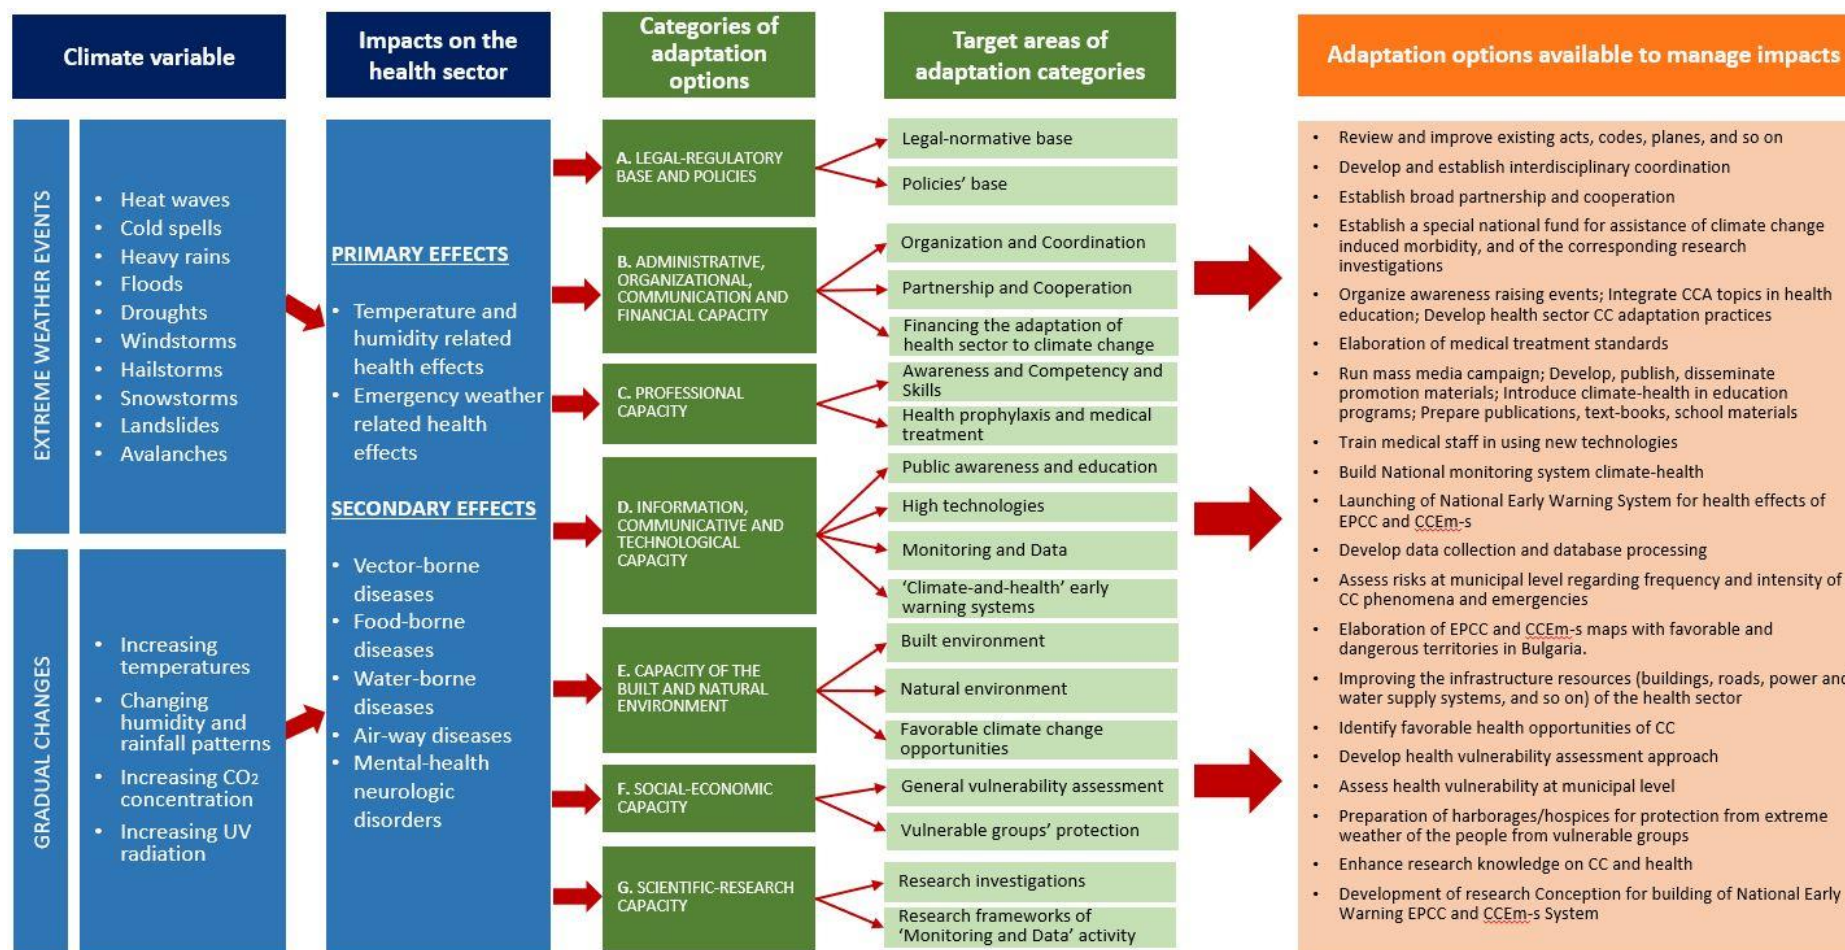 Climate variable
Impacts on the
health sector
Categories of
adaptation
options
Target areas of
adaptation categories
Adaptation options available to manage impacts
EXTREME WEATHER EVENTS
• Heat waves
• Cold spells
• Heavy rains
• Floods
• Droughts
• Windstorms
• Hailstorms
• Snowstorms
• Landslides
• Avalanches
GRADUAL CHANGES
• Increasing
temperatures
• Changing
humidity and
rainfall patterns
• Increasing CO₂
concentration
• Increasing UV
radiation
PRIMARY EFFECTS
• Temperature and
humidity related
health effects
• Emergency weather
related health
effects
SECONDARY EFFECTS
• Vector-borne
diseases
• Food-borne
diseases
• Water-borne
diseases
• Air-way diseases
• Mental-health
neurologic
disorders
A. LEGAL-REGULATORY
BASE AND POLICIES
B. ADMINISTRATIVE,
ORGANIZATIONAL,
COMMUNICATION AND
FINANCIAL CAPACITY
C. PROFESSIONAL
CAPACITY
D. INFORMATION,
COMMUNICATIVE AND
TECHNOLOGICAL
CAPACITY
E. CAPACITY OF THE
BUILT AND NATURAL
ENVIRONMENT
F. SOCIAL-ECONOMIC
CAPACITY
G. SCIENTIFIC-RESEARCH
CAPACITY
Legal-normative base
Policies’ base
Organization and Coordination
Partnership and Cooperation
Financing the adaptation of
health sector to climate change
Awareness and Competency and
Skills
Health prophylaxis and medical
treatment
Public awareness and education
High technologies
Monitoring and Data
‘Climate-and-health’ early
warning systems
Built environment
Natural environment
Favorable climate change
opportunities
General vulnerability assessment
Vulnerable groups’ protection
Research investigations
Research frameworks of
‘Monitoring and Data’ activity
• Review and improve existing acts, codes, planes, and so on
• Develop and establish interdisciplinary coordination
• Establish broad partnership and cooperation
• Establish a special national fund for assistance of climate change
induced morbidity, and of the corresponding research
investigations
• Organize awareness raising events; Integrate CCA topics in health
education; Develop health sector CC adaptation practices
• Elaboration of medical treatment standards
• Run mass media campaign; Develop, publish, disseminate
promotion materials; Introduce climate-health in education
programs; Prepare publications, text-books, school materials
• Train medical staff in using new technologies
• Build National monitoring system climate-health
• Launching of National Early Warning System for health effects of
EPCC and CCEm-s
• Develop data collection and database processing
• Assess risks at municipal level regarding frequency and intensity of
CC phenomena and emergencies
• Elaboration of EPCC and CCEm-s maps with favorable and
dangerous territories in Bulgaria.
• Improving the infrastructure resources (buildings, roads, power and
water supply systems, and so on) of the health sector
• Identify favorable health opportunities of CC
• Develop health vulnerability assessment approach
• Assess health vulnerability at municipal level
• Preparation of harborages/hospices for protection from extreme
weather of the people from vulnerable groups
• Enhance research knowledge on CC and health
• Development of research Conception for building of National Early
Warning EPCC and CCEm-s System